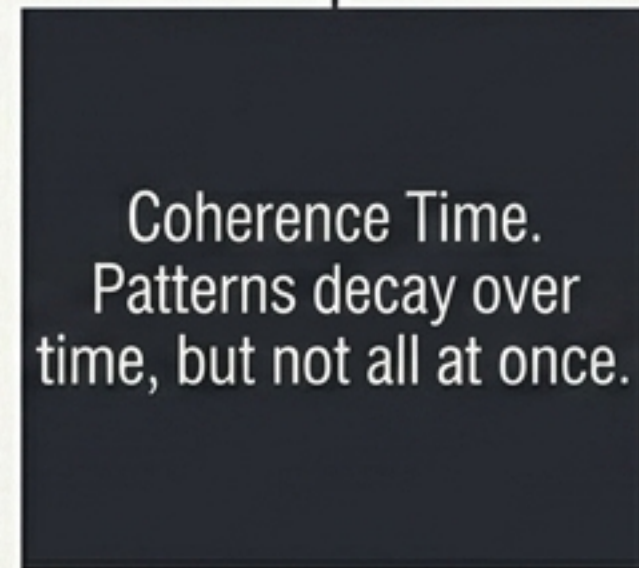 Coherence Time.
Patterns decay over
time, but not all at once.